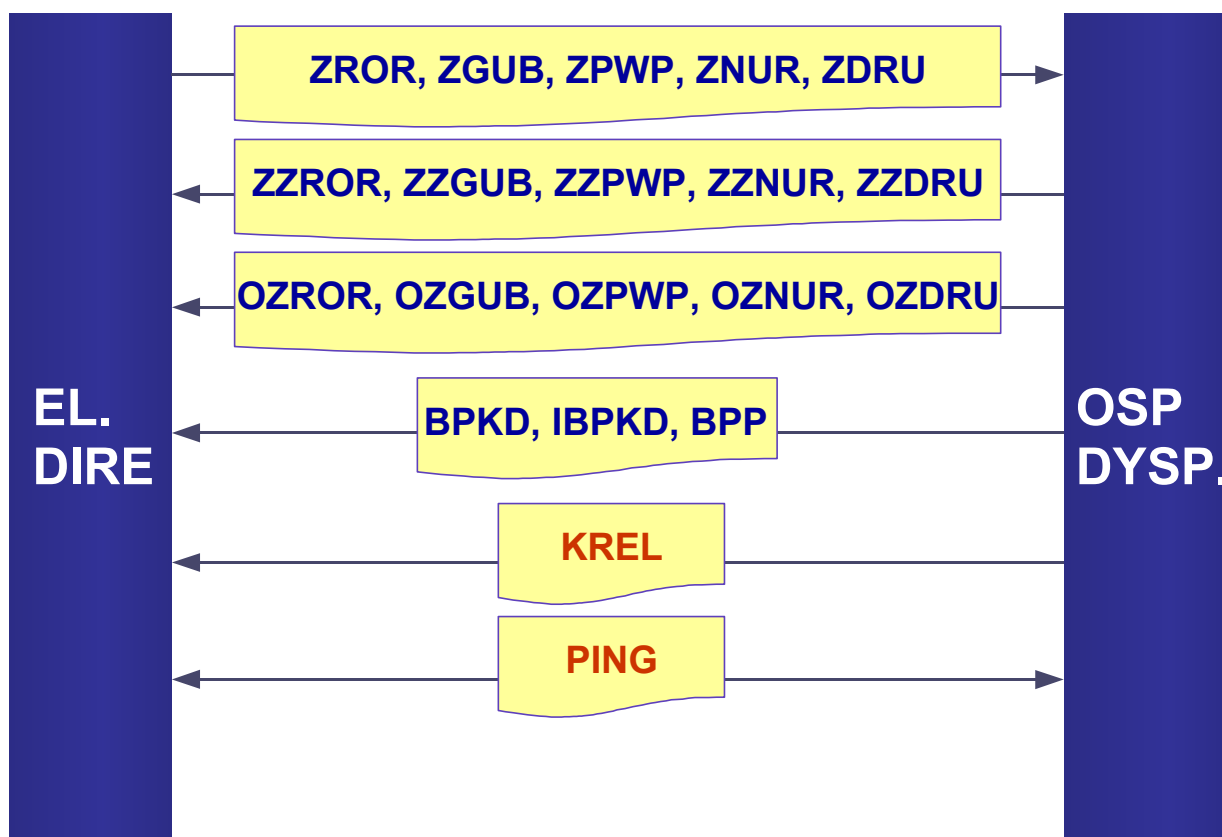 ZROR, ZGUB, ZPWP, ZNUR, ZDRU
ZZROR, ZZGUB, ZZPWP, ZZNUR, ZZDRU
OZROR, OZGUB, OZPWP, OZNUR, OZDRU
EL.
DIRE
BPKD, IBPKD, BPP
OSP
DYSP.
KREL
PING